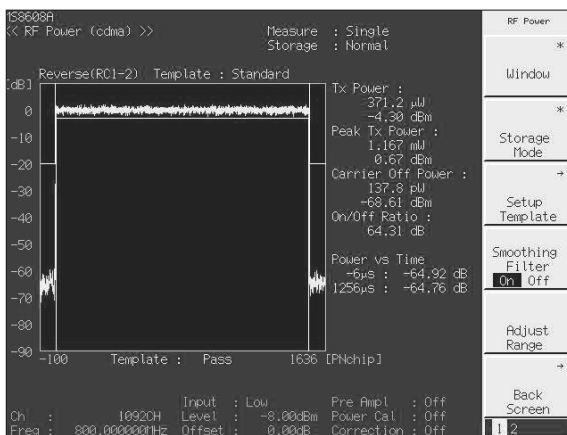 MS8608A
<< RF Power (cdma) >>
Measure : Single
Storage : Normal
Reverse(RC1-2) Template : Standard
[dB]
0
-10
-20
-30
-40
-50
-60
-70
-80
-90
-100 Template : Pass 1636 [PNchip]
Tx Power :
371.2 μW
-4.30 dBm
Peak Tx Power :
1.167 mW
0.67 dBm
Carrier Off Power :
137.8 pW
-68.61 dBm
On/Off Ratio :
64.31 dB
Power vs Time
-6μs : -64.92 dB
1256μs : -64.76 dB
Input : Low Pre Ampl : Off
Ch : 1092CH Level : -8.00dBm Power Cal : Off
Freq : 800.000000MHz Offset : 0.00dB Correction : Off
RF Power
*
Window
*
Storage
Mode
→
Setup
Template
Smoothing
Filter
On Off
Adjust
Range
→
Back
Screen
1 2